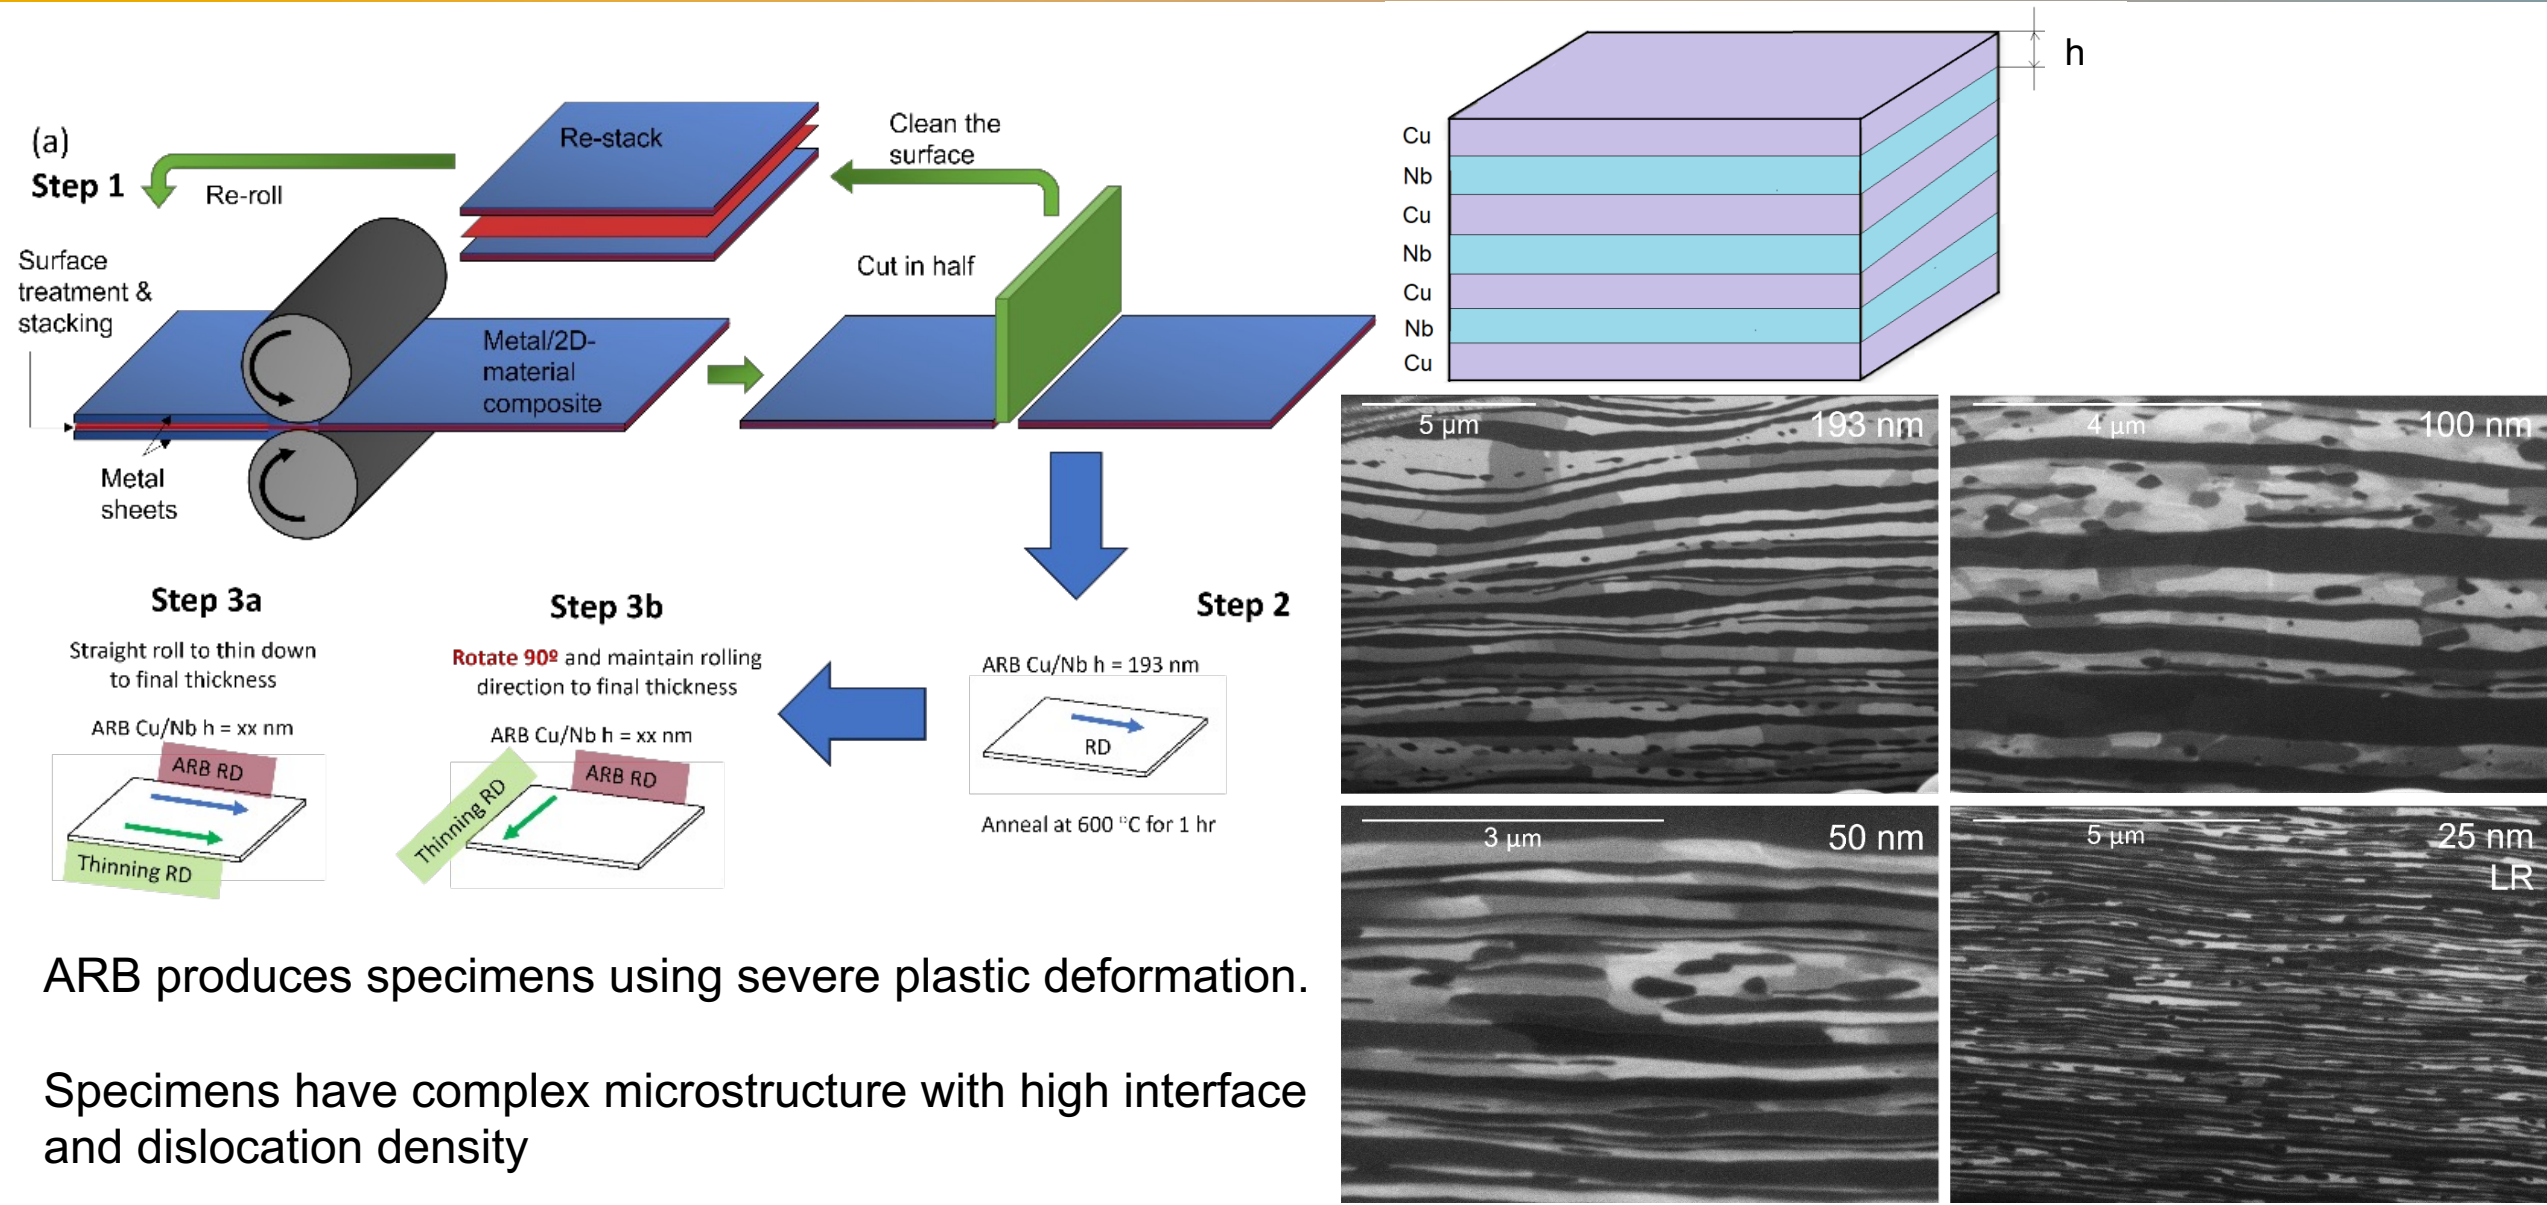 (a)
Step 1
Re-roll
Re-stack
Clean the
surface
Surface
treatment &
stacking
Cut in half
Metal/2D-
material
composite
Metal
sheets
Step 2
ARB Cu/Nb h = 193 nm
RD
Anneal at 600 °C for 1 hr
Step 3a
Straight roll to thin down
to final thickness
ARB Cu/Nb h = xx nm
ARB RD
Thinning RD
Step 3b
Rotate 90º and maintain rolling
direction to final thickness
ARB Cu/Nb h = xx nm
ARB RD
Thinning RD
ARB produces specimens using severe plastic deformation.
Specimens have complex microstructure with high interface
and dislocation density
h
Cu
Nb
Cu
Nb
Cu
Nb
Cu
5 µm
193 nm
4 µm
100 nm
3 µm
50 nm
5 µm
25 nm
LR